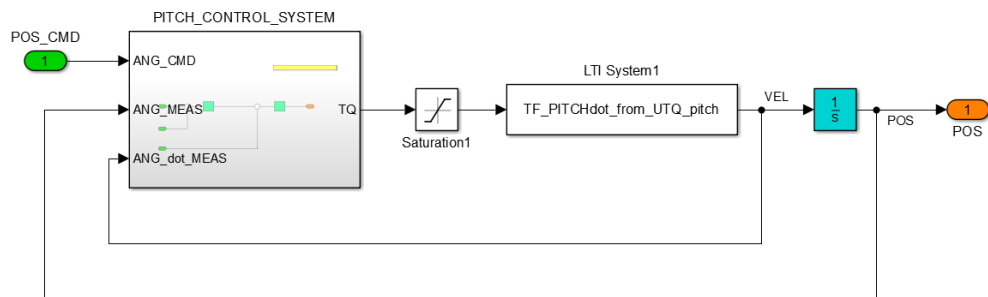 PITCH_CONTROL_SYSTEM
POS_CMD
1
ANG_CMD
ANG_MEAS
ANG_dot_MEAS
TQ
Saturation1
LTI System1
TF_PITCHdot_from_UTQ_pitch
VEL
1
s
POS
1
POS